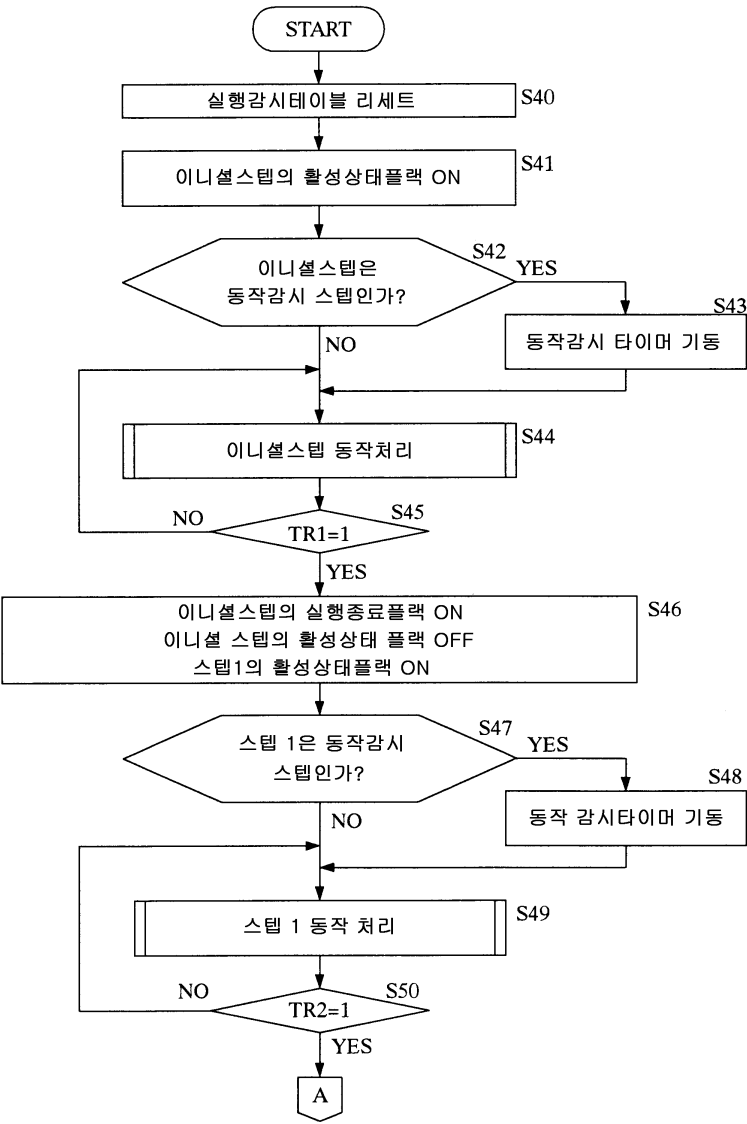 START
실행감시테이블 리세트
S40
이니셜스텝의 활성상태플랙 ON
S41
S42
이니셜스텝은
동작감시 스텝인가?
YES
NO
S43
동작감시 타이머 기동
이니셜스텝 동작처리
S44
S45
NO
TR1=1
YES
이니셜스텝의 실행종료플랙 ON
이니셜 스텝의 활성상태 플랙 OFF
스텝1의 활성상태플랙 ON
S46
S47
스텝 1은 동작감시
스텝인가?
YES
NO
S48
동작 감시타이머 기동
스텝 1 동작 처리
S49
S50
NO
TR2=1
YES
A